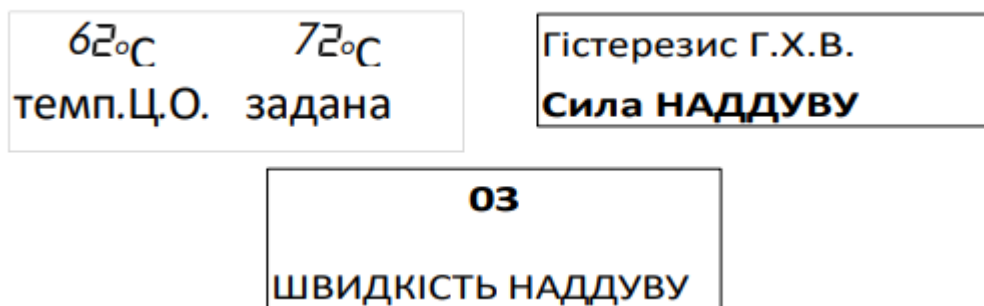 62°C 72°C
темп.Ц.О. задана
Гістерезис Г.Х.В.
Сила НАДДУВУ
03
ШВИДКІСТЬ НАДДУВУ